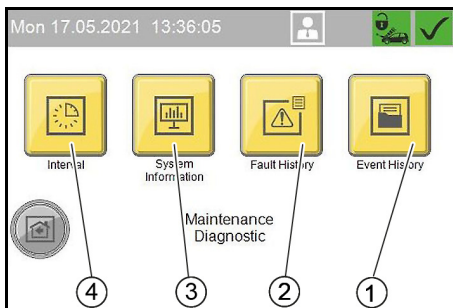 Mon 17.05.2021 13:36:05
Interval
System
Information
Fault History
Event History
Maintenance
Diagnostic
4
3
2
1